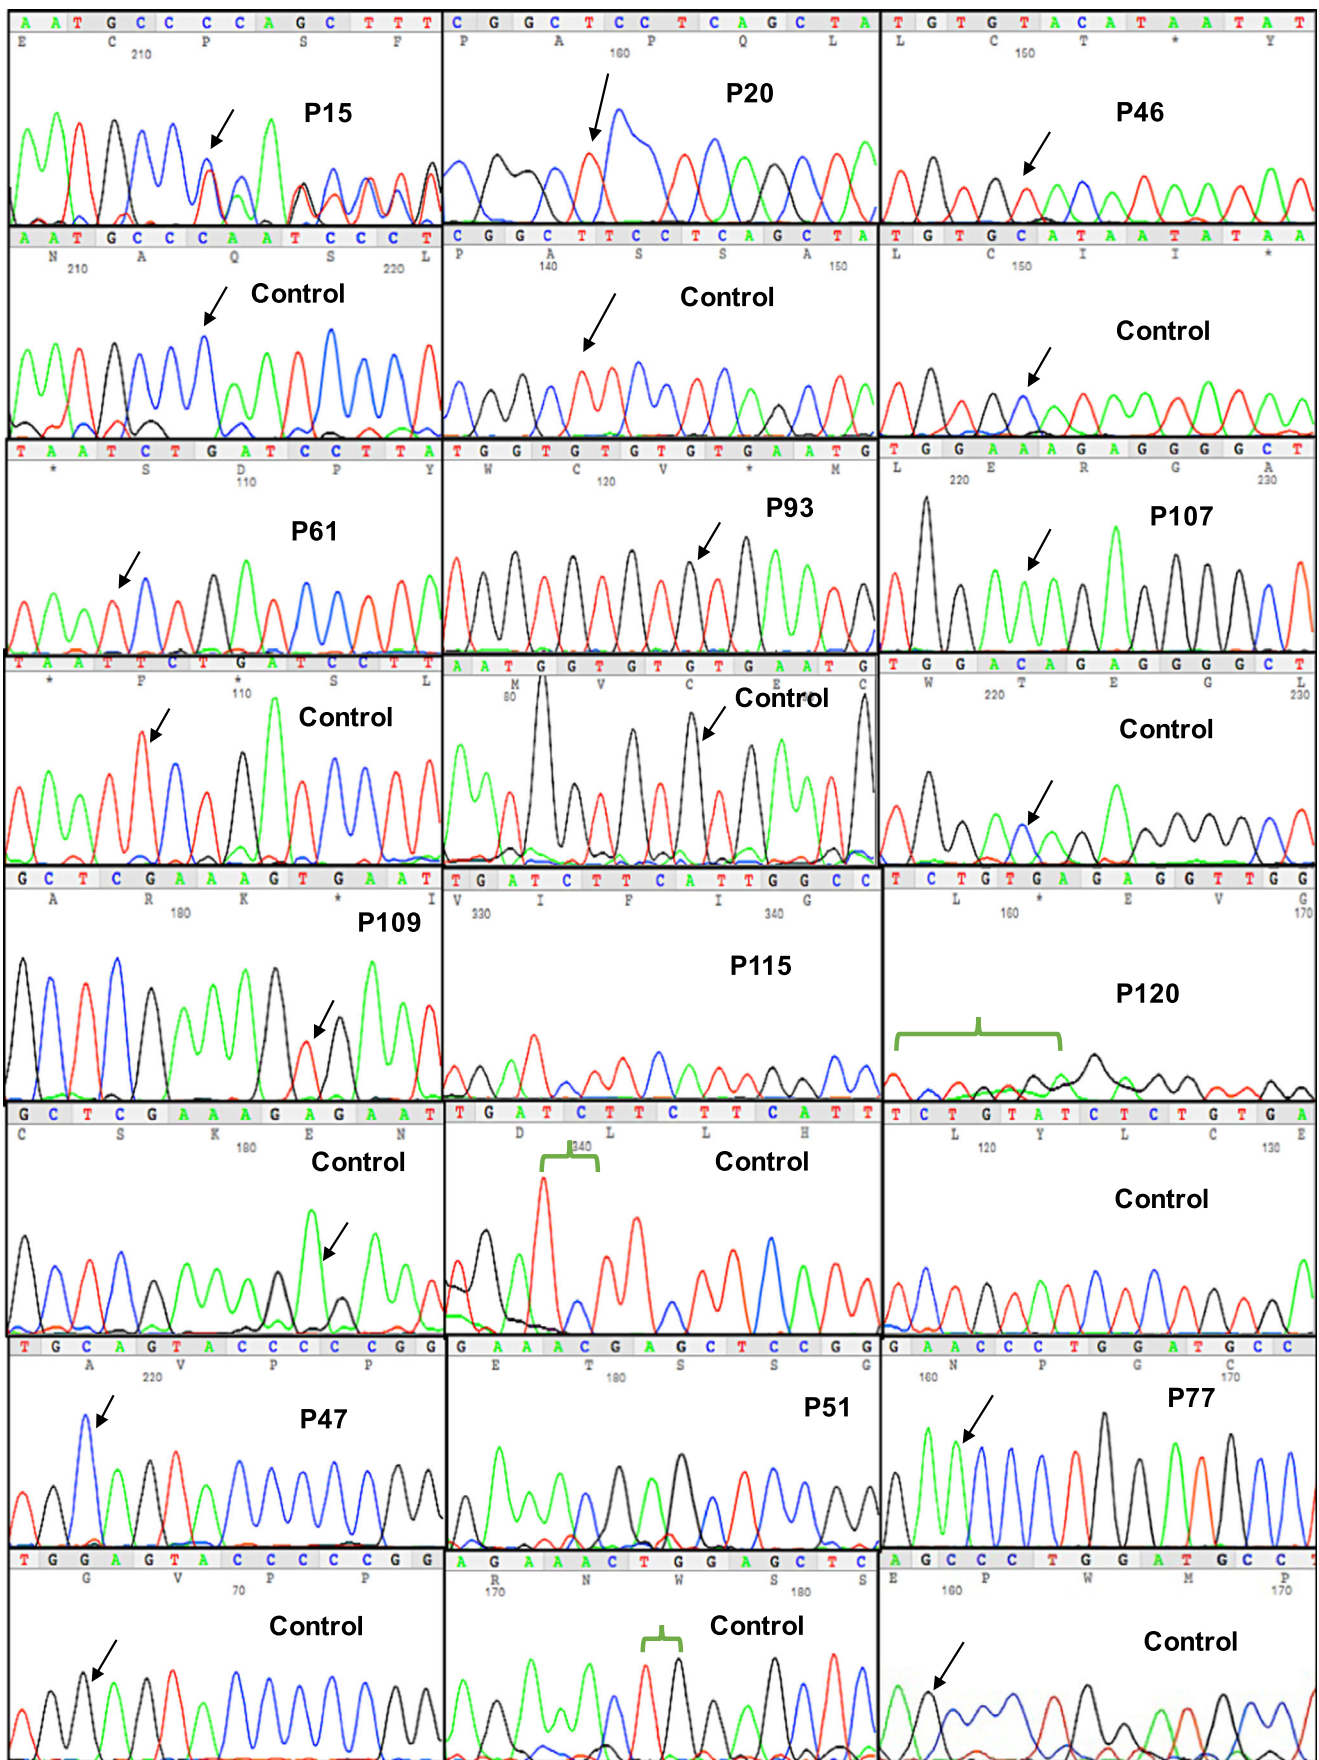 A A T G C C C C A G C T T T
E C P S F
210
P15
C G G C T C C T C A G C T A
P A P Q L
160
P20
T G T G T A C A T A A T A T
L C T * Y
150
P46
A A T G C C C A A T C C C T
N A Q S L
210 220
Control
C G G C T T C C T C A G C T A
P A S S A
140 150
Control
T G T G C A T A A T A T A A
L C I I *
150
Control
T A A T C T G A T C C T T A
* S D P Y
110
P61
T G G T G T G T G T G A A T G
W C V * M
120
P93
T G G A A A G A G G G G C T
L E R G A
220 230
P107
T A A T T C T G A T C C T T
* F * S L
110
Control
A A T G G T G T G T G A A T G
M V C E C
80
Control
T G G A C A G A G G G G C T
W T E G L
220 230
Control
G C T C G A A A G T G A A T
A R K * I
180
P109
T G A T C T T C A T T G G C C
V I F I G
330 340
P115
T C T G T G A G A G G T T G G
L * E V G
160 170
P120
G C T C G A A A G A G A A T
C S K E N
180
Control
T G A T C T T C T T C A T T
D L L H
340
Control
T C T G T A T C T C T G T G A
L Y L C E
120 130
Control
T G C A G T A C C C C C G G
A V P P
220
P47
G A A A C G A G C T C C G G
E T S S G
180
P51
G A A C C C T G G A T G C C
N P G C
160 170
P77
T G G A G T A C C C C C G G
G V P P
70
Control
A G A A A C T G G A G C T C
R N W S S
170 180
Control
A G C C C T G G A T G C C T
E P W M P
160 170
Control